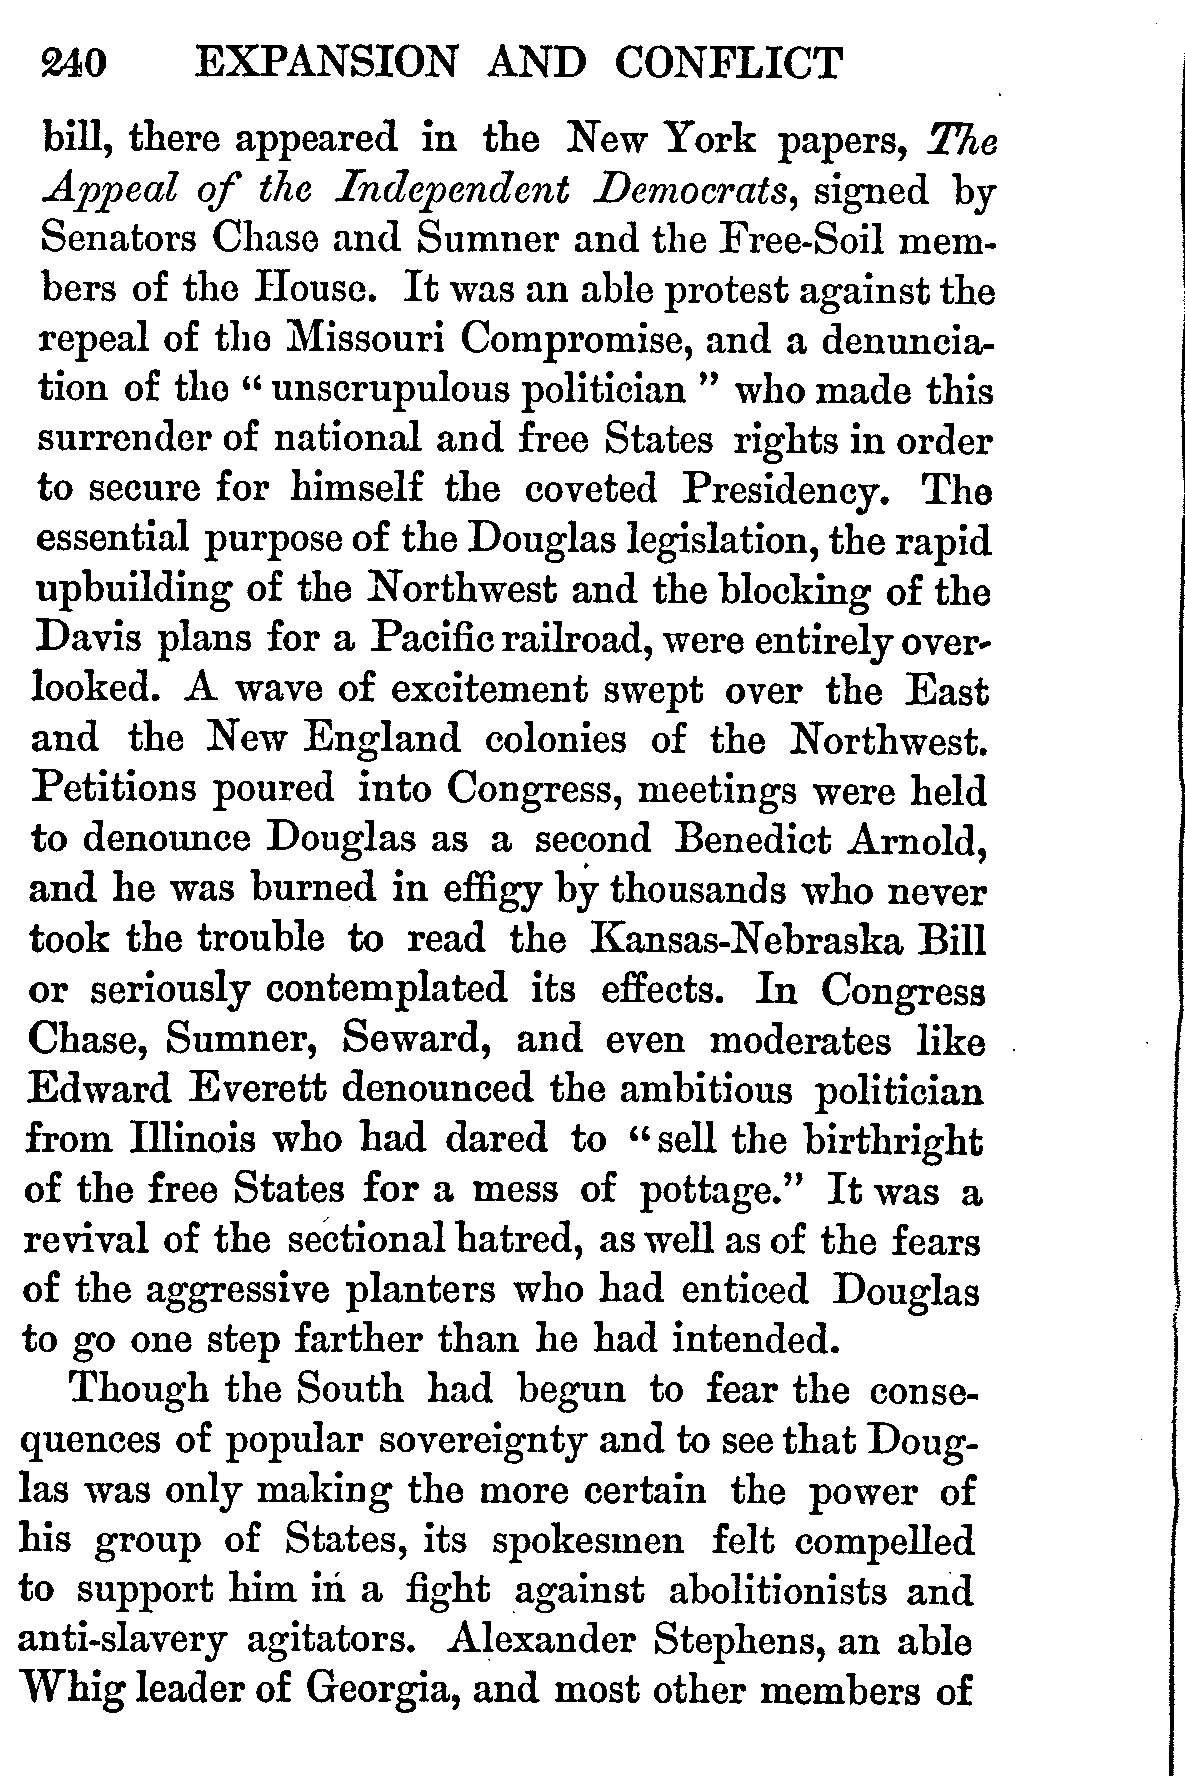 240 EXPANSION AND CONFLICT
bill, there appeared in the New York papers, The
Appeal of the Independent Democrats, signed by
Senators Chase and Sumner and the Free-Soil mem-
bers of the House. It was an able protest against the
repeal of the Missouri Compromise, and a denuncia-
tion of the “ unscrupulous politician ” who made this
surrender of national and free States rights in order
to secure for himself the coveted Presidency. The
essential purpose of the Douglas legislation, the rapid
upbuilding of the Northwest and the blocking of the
Davis plans for a Pacific railroad, were entirely over-
looked. A wave of excitement swept over the East
and the New England colonies of the Northwest.
Petitions poured into Congress, meetings were held
to denounce Douglas as a second Benedict Arnold,
and he was burned in effigy by thousands who never
took the trouble to read the Kansas-Nebraska Bill
or seriously contemplated its effects. In Congress
Chase, Sumner, Seward, and even moderates like
Edward Everett denounced the ambitious politician
from Illinois who had dared to “sell the birthright
of the free States for a mess of pottage.” It was a
revival of the sectional hatred, as well as of the fears
of the aggressive planters who had enticed Douglas
to go one step farther than he had intended.
Though the South had begun to fear the conse-
quences of popular sovereignty and to see that Doug-
las was only making the more certain the power of
his group of States, its spokesmen felt compelled
to support him in a fight against abolitionists and
anti-slavery agitators. Alexander Stephens, an able
Whig leader of Georgia, and most other members of